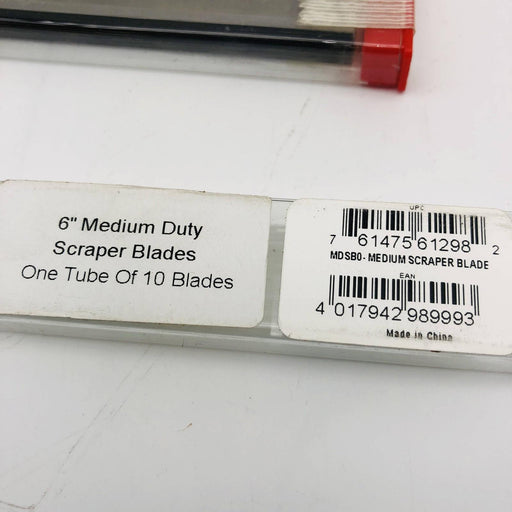 6" Medium Duty
Scraper Blades
One Tube Of 10 Blades
UPC
7 61475 61298 2
MDSB0- MEDIUM SCRAPER BLADE
EAN
4 017942 989993
Made in China